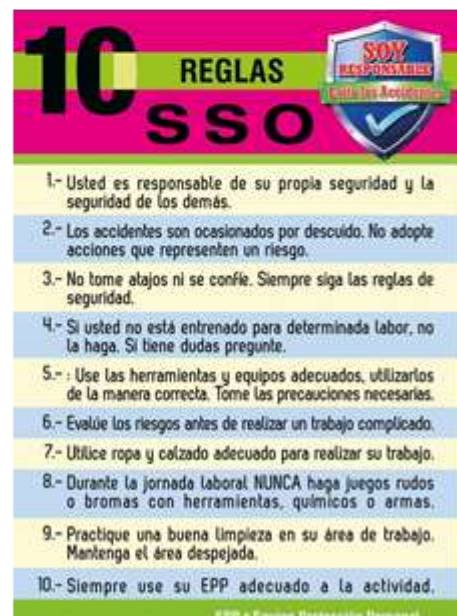 10
REGLAS
SSO
SOY
RESPONSABLE
Evita los Accidentes
1.- Usted es responsable de su propia seguridad y la
seguridad de los demás.
2.- Los accidentes son ocasionados por descuido. No adopte
acciones que representen un riesgo.
3.- No tome atajos ni se confíe. Siempre siga las reglas de
seguridad.
4.- Si usted no está entrenado para determinada labor, no
la haga. Si tiene dudas pregunte.
5.- : Use las herramientas y equipos adecuados, utilizarlos
de la manera correcta. Tome las precauciones necesarias.
6.- Evalúe los riesgos antes de realizar un trabajo complicado.
7.- Utilice ropa y calzado adecuado para realizar su trabajo.
8.- Durante la jornada laboral NUNCA haga juegos rudos
o bromas con herramientas, químicos o armas.
9.- Practique una buena limpieza en su área de trabajo.
Mantenga el área despejada.
10.- Siempre use su EPP adecuado a la actividad.